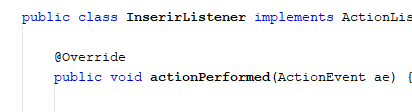 public class InserirListener implements ActionLis
@Override
public void actionPerformed(ActionEvent ae) {